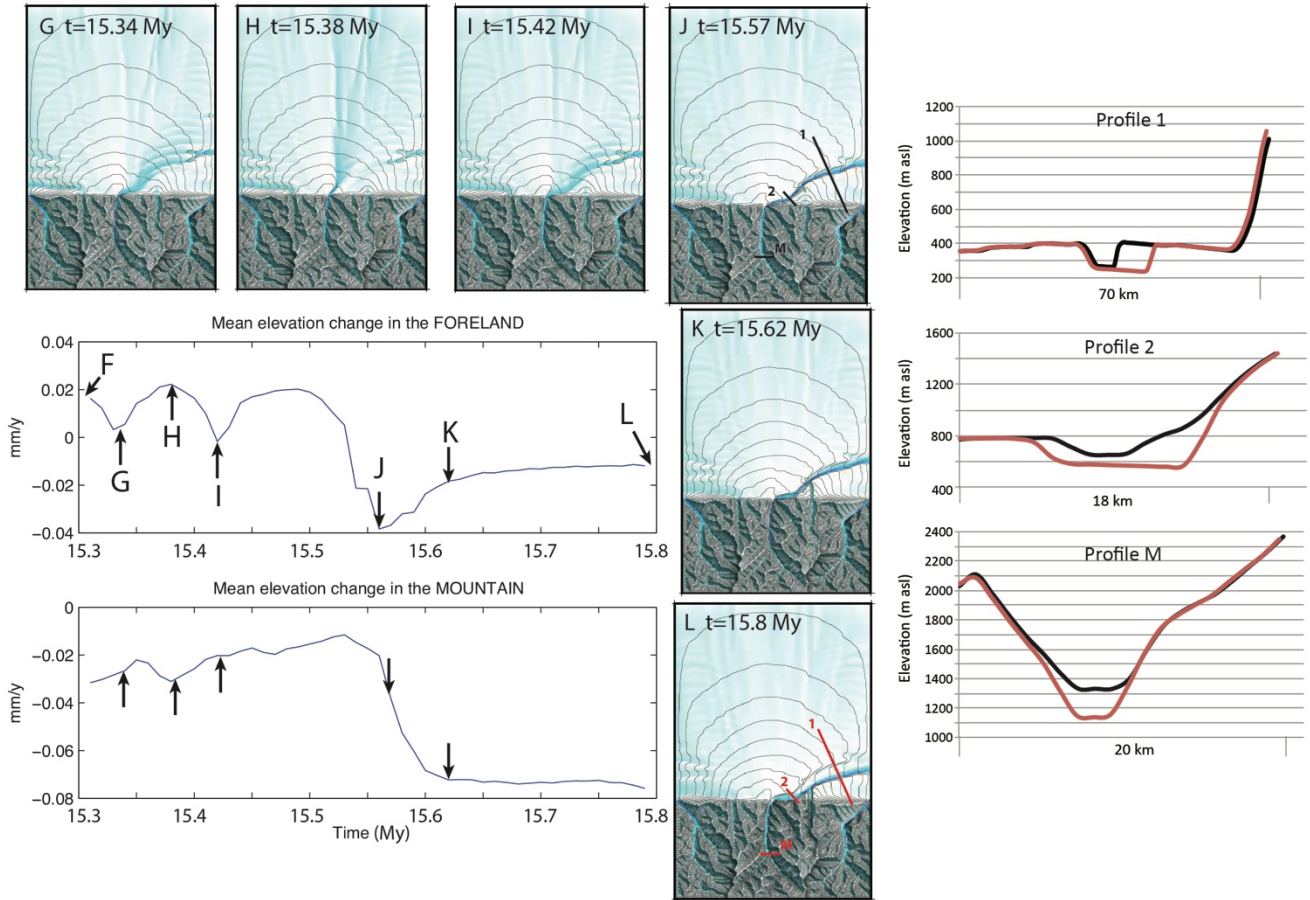 G t=15.34 My
H t=15.38 My
I t=15.42 My
J t=15.57 My
1
2
M
Profile 1
Elevation (m asl)
1200
1000
800
600
400
200
70 km
Mean elevation change in the FORELAND
mm/y
0.04
0.02
0
−0.02
−0.04
F
G
H
I
J
K
L
15.3
15.4
15.5
15.6
15.7
15.8
K t=15.62 My
Profile 2
Elevation (m asl)
1600
1200
800
400
18 km
Mean elevation change in the MOUNTAIN
mm/y
0
−0.02
−0.04
−0.06
−0.08
15.3
15.4
15.5
15.6
15.7
15.8
Time (My)
L t=15.8 My
1
2
M
Profile M
Elevation (m asl)
2400
2200
2000
1800
1600
1400
1200
1000
20 km